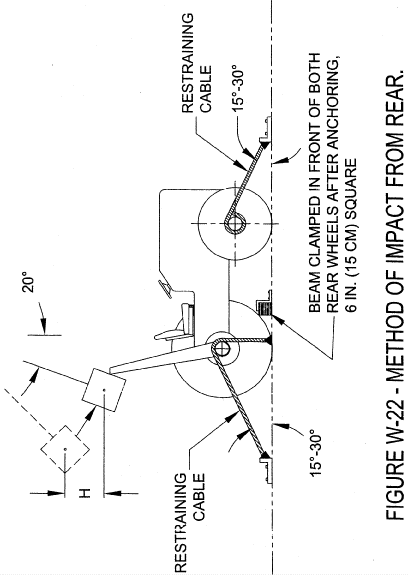 20°
H
RESTRAINING
CABLE
15°-30°
RESTRAINING
CABLE
15°-30°
BEAM CLAMPED IN FRONT OF BOTH
REAR WHEELS AFTER ANCHORING,
6 IN. (15 CM) SQUARE
FIGURE W-22 - METHOD OF IMPACT FROM REAR.